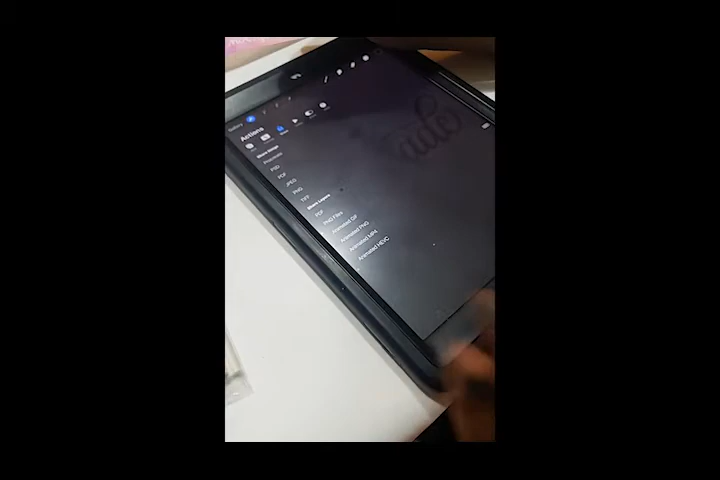 Gallery
Actions
Share image
Procreate
PSD
PDF
JPEG
PNG
TIFF
Share Layers
PDF
PNG Files
Animated GIF
Animated PNG
Animated MP4
Animated HEVC